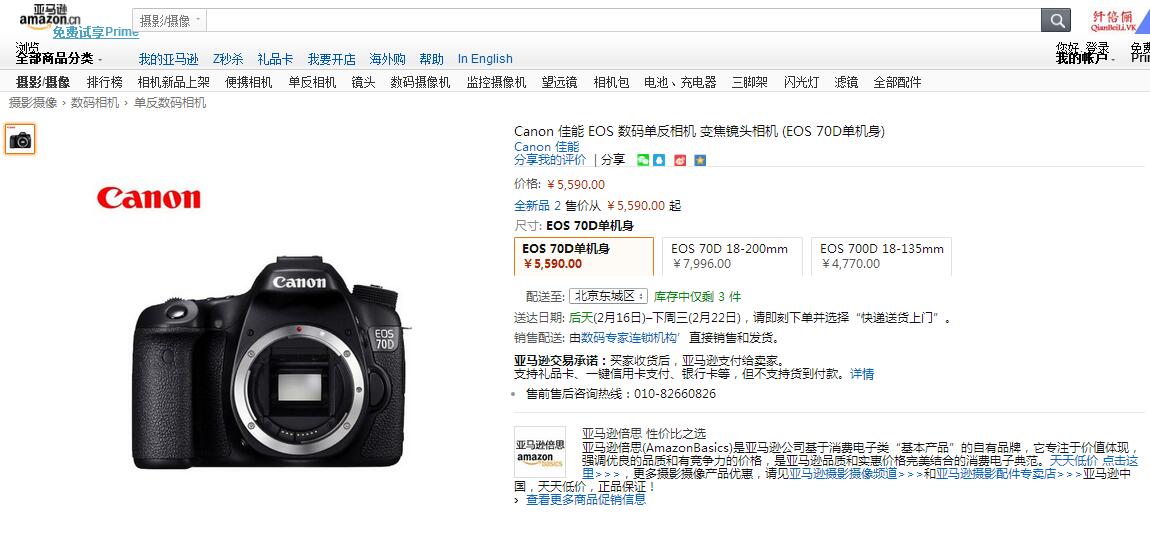 亚马逊
amazon.cn
免费试享Prime
摄影/摄像
纤倍俪
QianBeiLi.VK
浏览
全部商品分类
我的亚马逊 Z秒杀 礼品卡 我要开店 海外购 帮助 In English
你好, 登录
我的帐户
免费
Prim
摄影/摄像 排行榜 相机新品上架 便携相机 单反相机 镜头 数码摄像机 监控摄像机 望远镜 相机包 电池、充电器 三脚架 闪光灯 滤镜 全部配件
摄影摄像 › 数码相机 › 单反数码相机
Canon 佳能 EOS 数码单反相机 变焦镜头相机 (EOS 70D单机身)
Canon 佳能
分享我的评价 | 分享
价格: ￥5,590.00
全新品 2 售价从 ￥5,590.00 起
尺寸: EOS 70D单机身
EOS 70D单机身 EOS 70D 18-200mm EOS 700D 18-135mm
￥5,590.00 ￥7,996.00 ￥4,770.00
配送至: 北京东城区 库存中仅剩 3 件
送达日期: 后天(2月16日)–下周三(2月22日)，请即刻下单并选择“快递送货上门”。
销售配送: 由数码专家连锁机构’ 直接销售和发货。
亚马逊交易承诺：买家收货后，亚马逊支付给卖家。
支持礼品卡、一键信用卡支付、银行卡等，但不支持货到付款。详情
售前售后咨询热线：010-82660826
Canon
Canon
EOS
70D
亚马逊倍思
amazon
basics
亚马逊倍思 性价比之选
亚马逊倍思(AmazonBasics)是亚马逊公司基于消费电子类“基本产品”的自有品牌，它专注于价值体现，
强调优良的品质和有竞争力的价格，是亚马逊品质和实惠价格完美结合的消费电子典范。天天低价 点击这
里>>>，更多摄影摄像产品优惠，请见亚马逊摄影摄像频道>>>和亚马逊摄影配件专卖店>>>亚马逊中
国，天天低价，正品保证！
› 查看更多商品促销信息